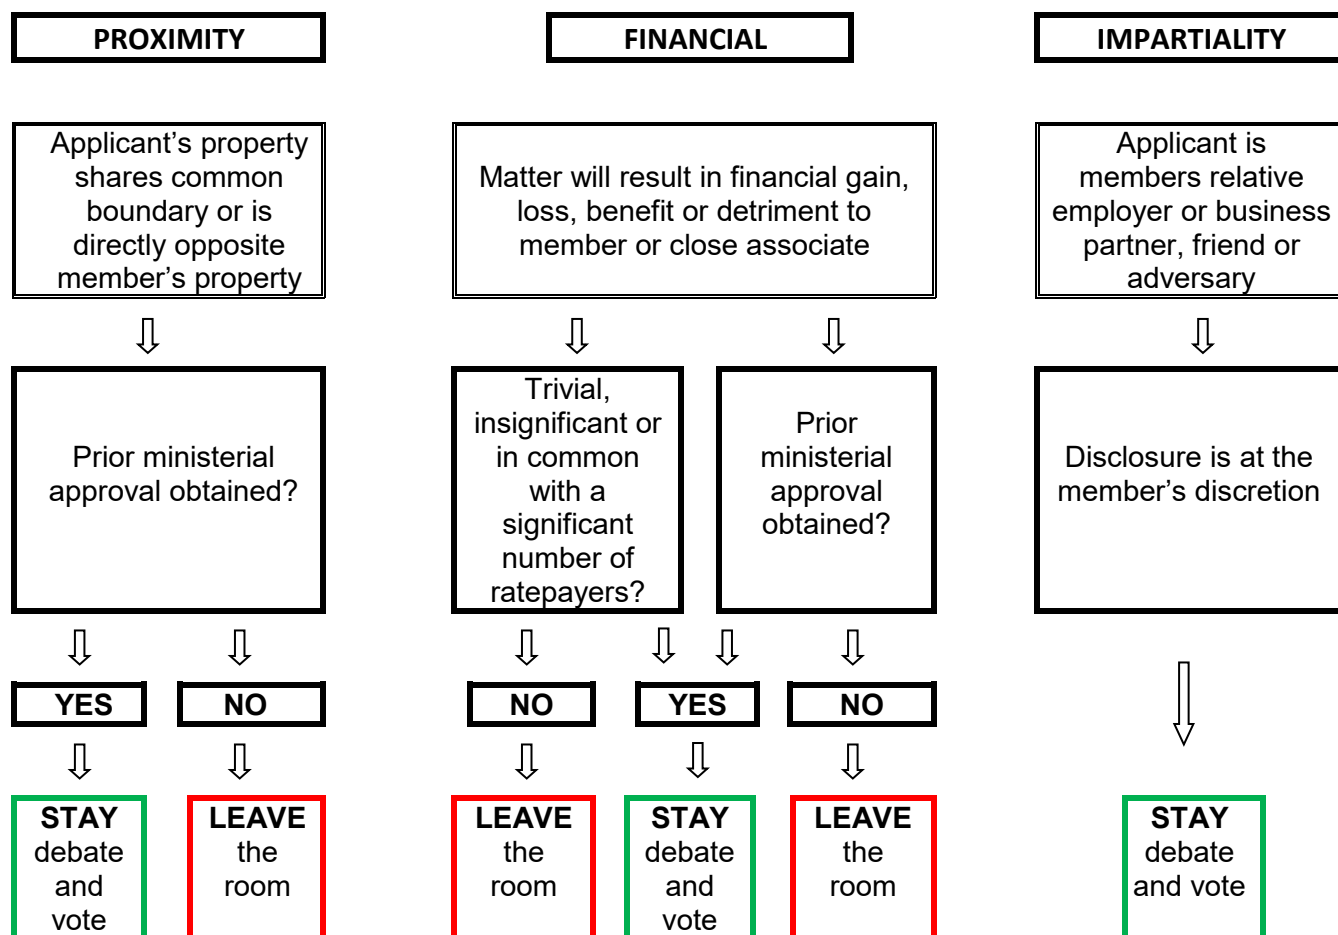 PROXIMITY
FINANCIAL
IMPARTIALITY
Applicant’s property
shares common
boundary or is
directly opposite
member’s property
Matter will result in financial gain,
loss, benefit or detriment to
member or close associate
Applicant is
members relative
employer or business
partner, friend or
adversary
Prior ministerial
approval obtained?
Trivial,
insignificant or
in common
with a
significant
number of
ratepayers?
Prior
ministerial
approval
obtained?
Disclosure is at the
member’s discretion
YES
NO
NO
YES
NO
STAY
debate
and
vote
LEAVE
the
room
LEAVE
the
room
STAY
debate
and
vote
LEAVE
the
room
STAY
debate
and vote